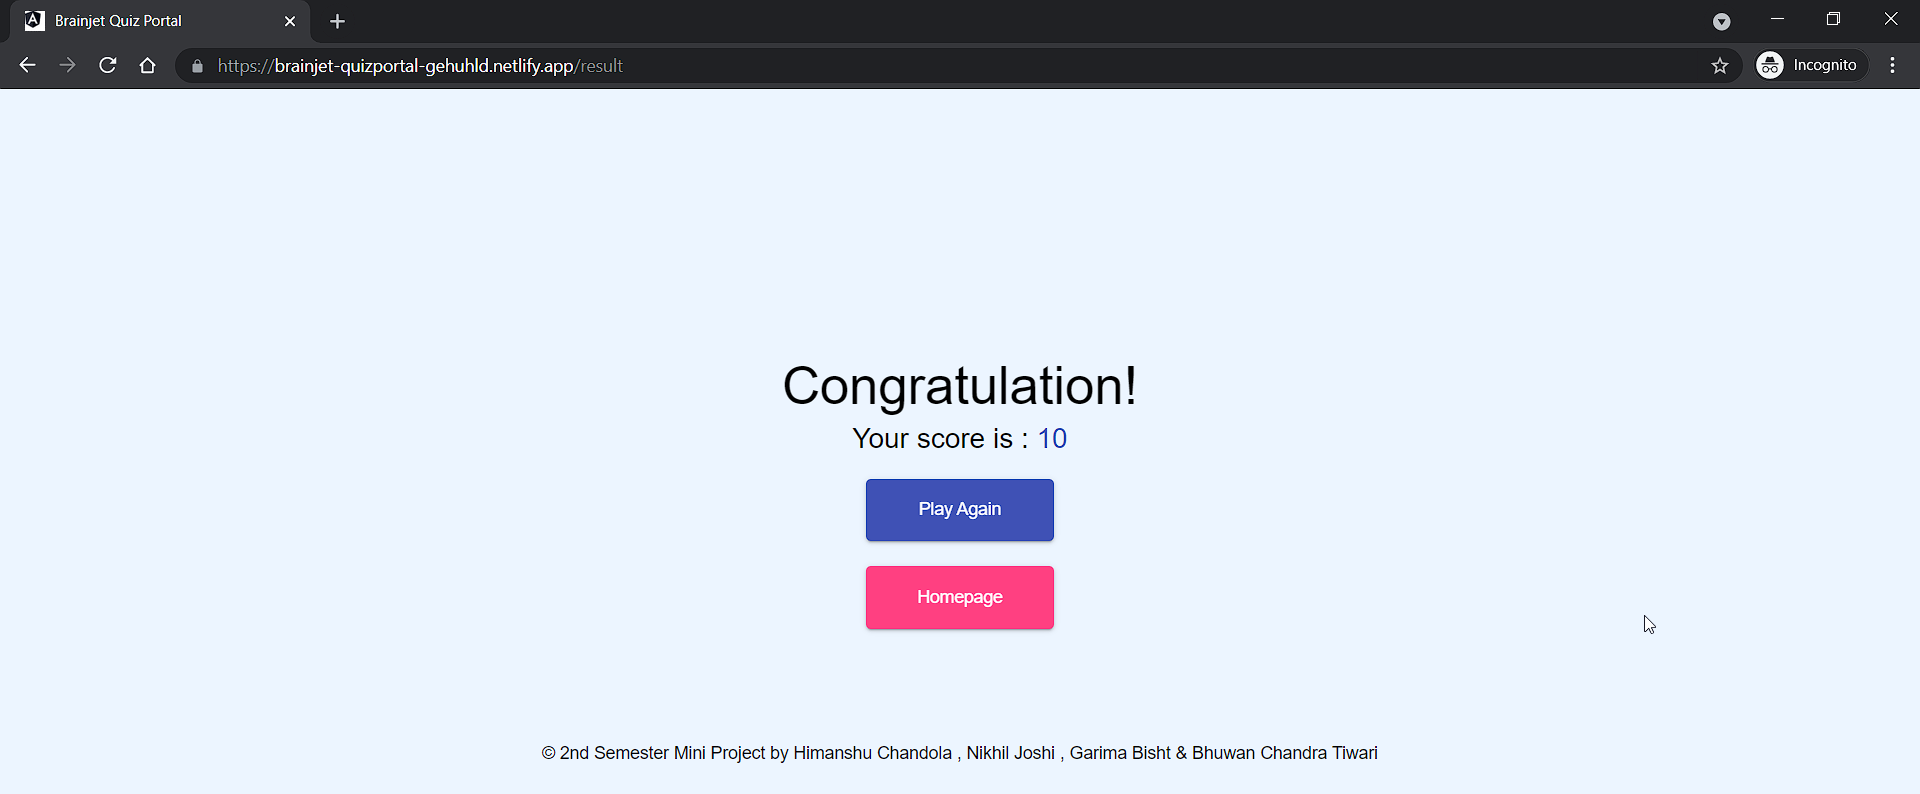 Brainjet Quiz Portal
https://brainjet-quizportal-gehuhld.netlify.app/result
Incognito
Congratulation!
Your score is : 10
Play Again
Homepage
© 2nd Semester Mini Project by Himanshu Chandola , Nikhil Joshi , Garima Bisht & Bhuwan Chandra Tiwari